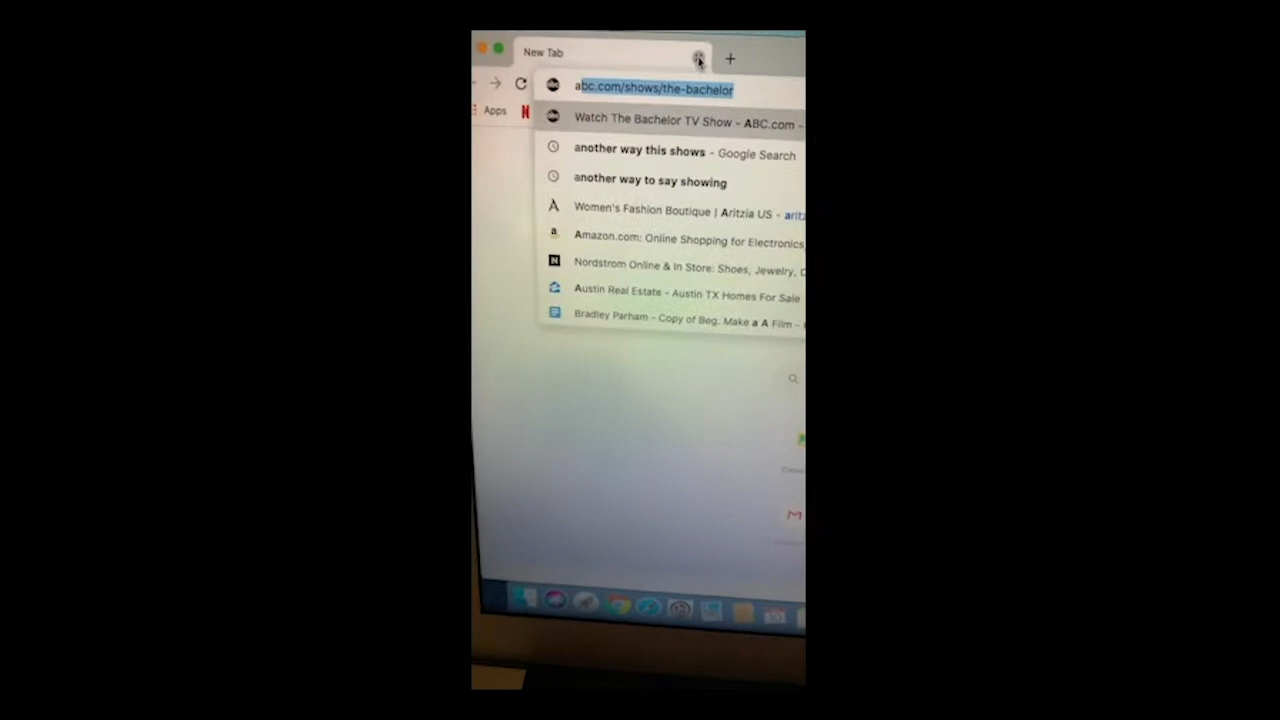 New Tab
abc.com/shows/the-bachelor
Apps
Watch The Bachelor TV Show - ABC.com -
another way this shows - Google Search
another way to say showing
Women's Fashion Boutique | Aritzia US - aritz
Amazon.com: Online Shopping for Electronics,
Nordstrom Online & In Store: Shoes, Jewelry, C
Austin Real Estate - Austin TX Homes For Sale
Bradley Parham - Copy of Beg. Make a A Film -